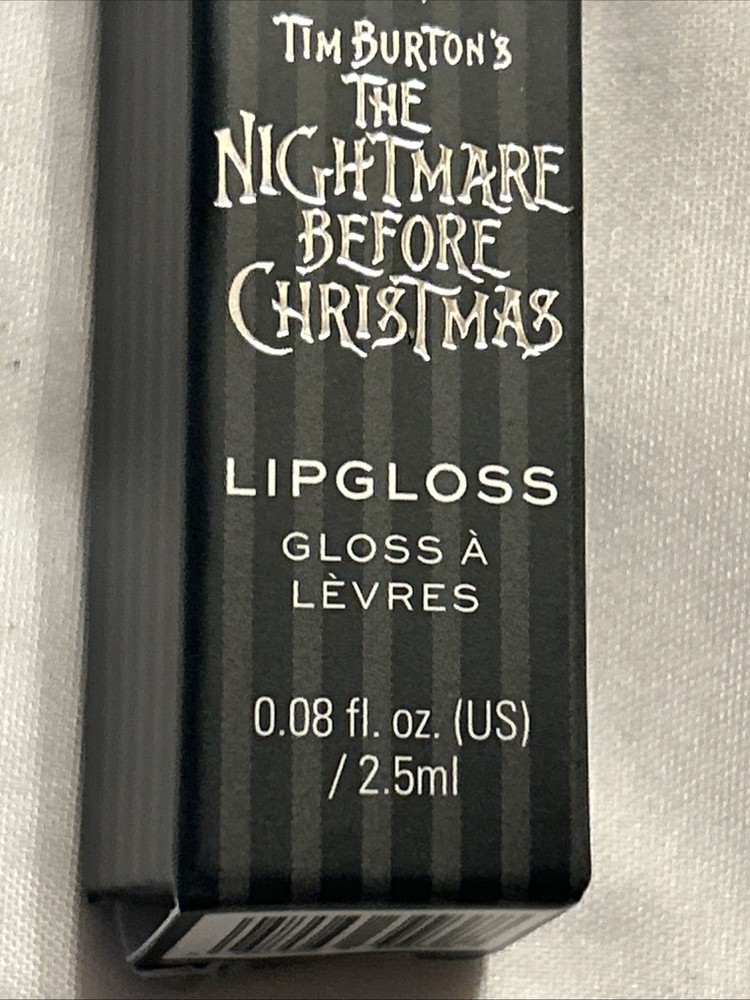 TIM BURTON'S
THE
NIGHTMARE
BEFORE
CHRISTMAS
LIPGLOSS
GLOSS À
LÈVRES
0.08 fl. oz. (US)
/ 2.5ml